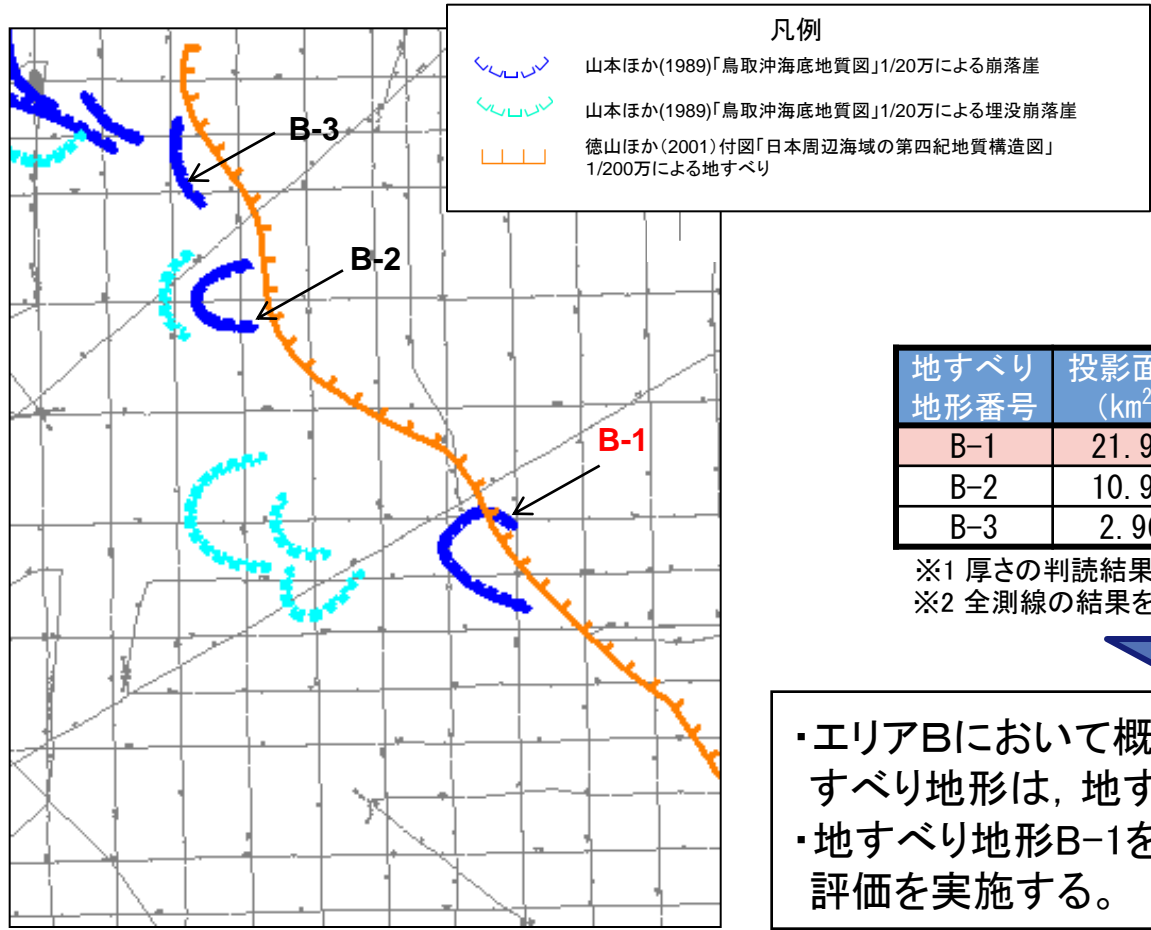 凡例
山本ほか(1989)「鳥取沖海底地質図」1/20万による崩落崖
山本ほか(1989)「鳥取沖海底地質図」1/20万による埋没崩落崖
徳山ほか(2001)付図「日本周辺海域の第四紀地質構造図」
1/200万による地すべり
B-3
B-2
B-1
地すべり
地形番号
投影面
(km2
B-1 21.9
B-2 10.9
B-3 2.9
※1 厚さの判読結果
※2 全測線の結果を
・エリアBにおいて概
すべり地形は，地す
・地すべり地形B-1を
評価を実施する。